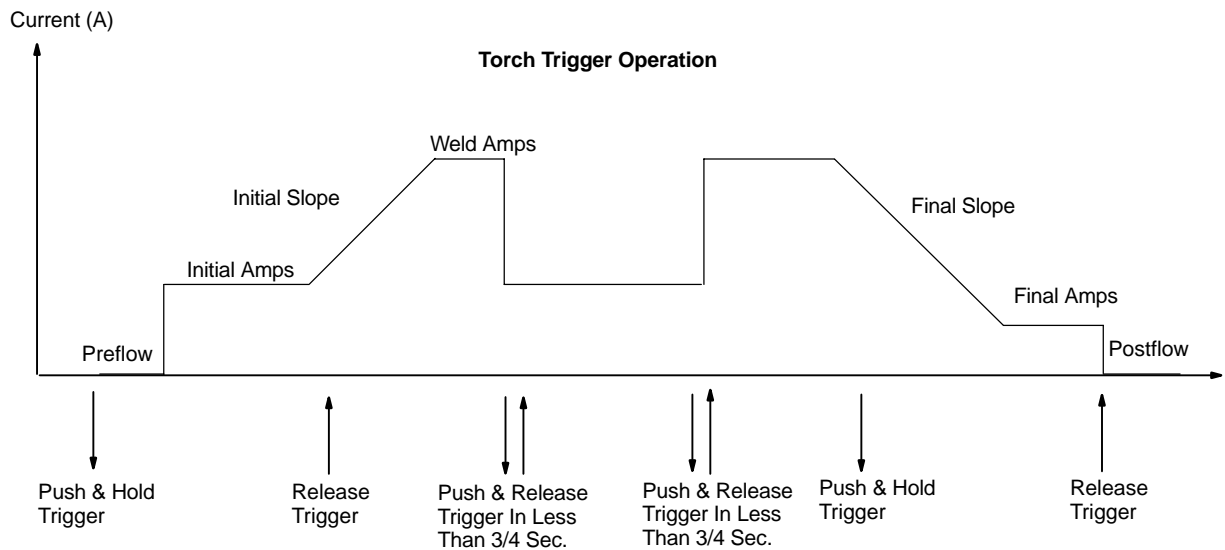 Current (A)
Torch Trigger Operation
Weld Amps
Initial Slope
Final Slope
Initial Amps
Final Amps
Preflow
Postflow
Push & Hold
Trigger
Release
Trigger
Push & Release
Trigger In Less
Than 3/4 Sec.
Push & Release
Trigger In Less
Than 3/4 Sec.
Push & Hold
Trigger
Release
Trigger